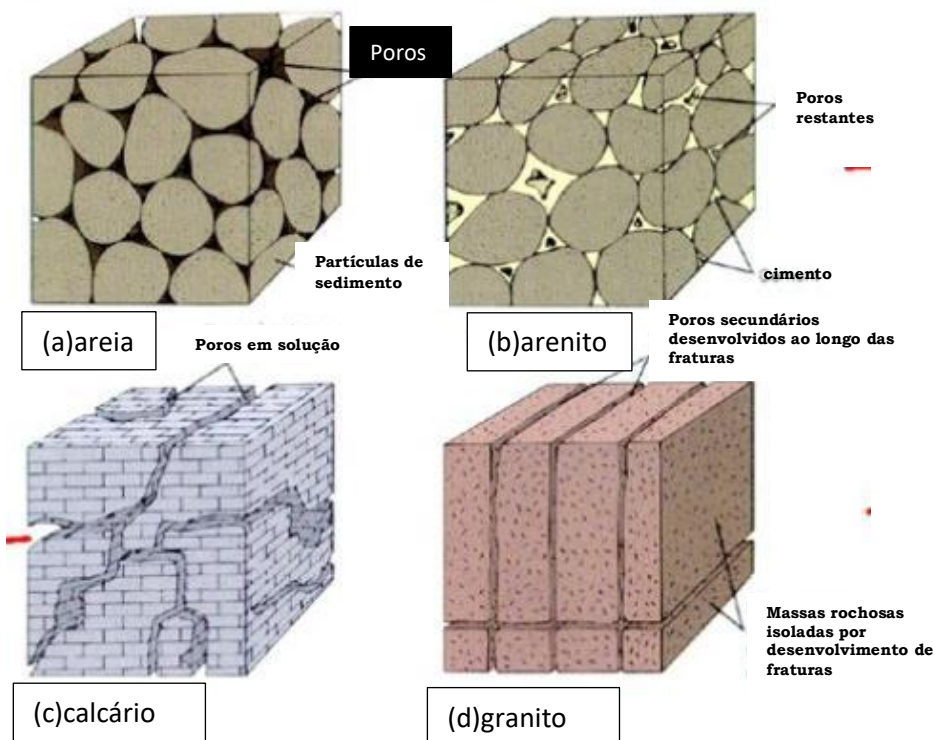 Poros
Poros
restantes
Partículas de
sedimento
cimento
(a)areia
(b)arenito
Poros em solução
Poros secundários
desenvolvidos ao longo das
fraturas
Massas rochosas
isoladas por
desenvolvimento de
fraturas
(c)calcário
(d)granito